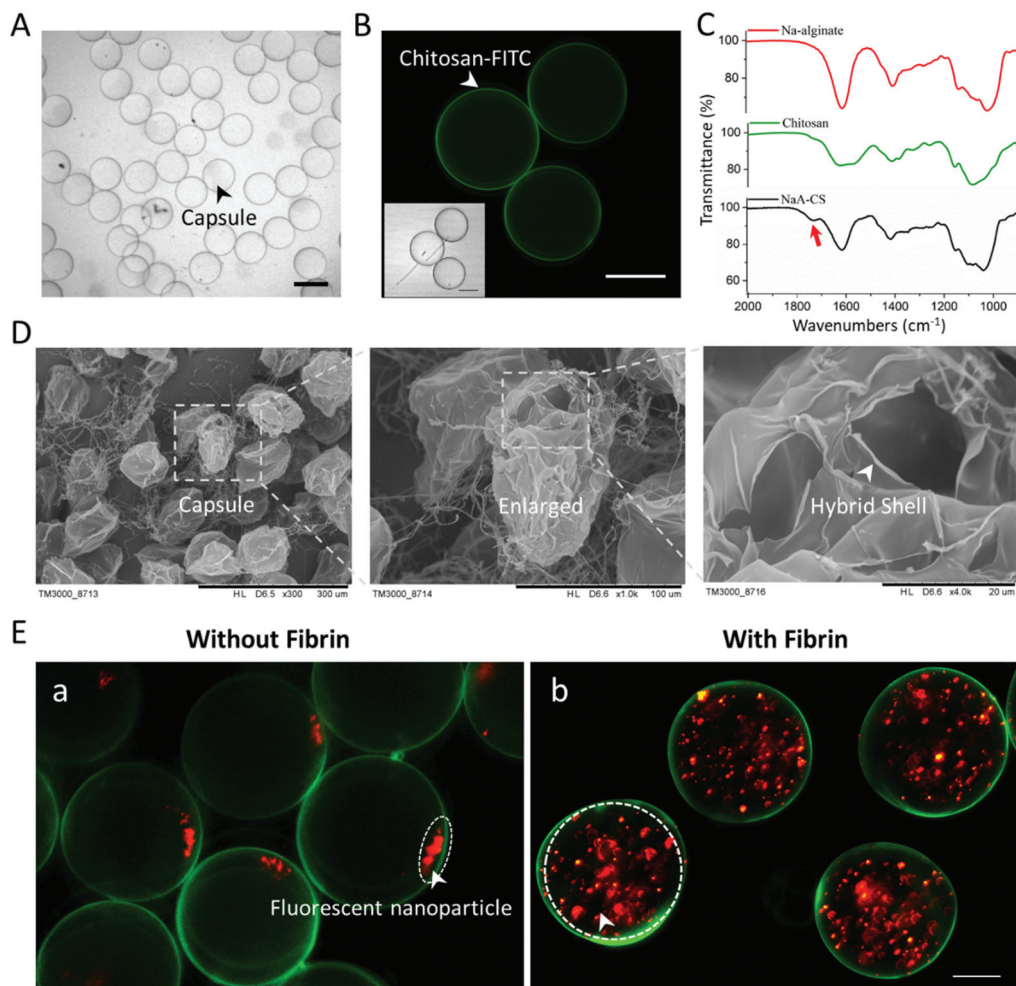 A
Capsule
B
Chitosan-FITC
C
Transmittance (%)
100
80
Na-alginate
100
80
Chitosan
100
80
60
NaA-CS
2000 1800 1600 1400 1200 1000
Wavenumbers (cm⁻¹)
D
Capsule
TM3000_8713 HL D6.5 x300 300 um
Enlarged
TM3000_8714 HL D6.6 x1.0k 100 um
Hybrid Shell
TM3000_8716 HL D6.6 x4.0k 20 um
E
Without Fibrin
With Fibrin
a
Fluorescent nanoparticle
b